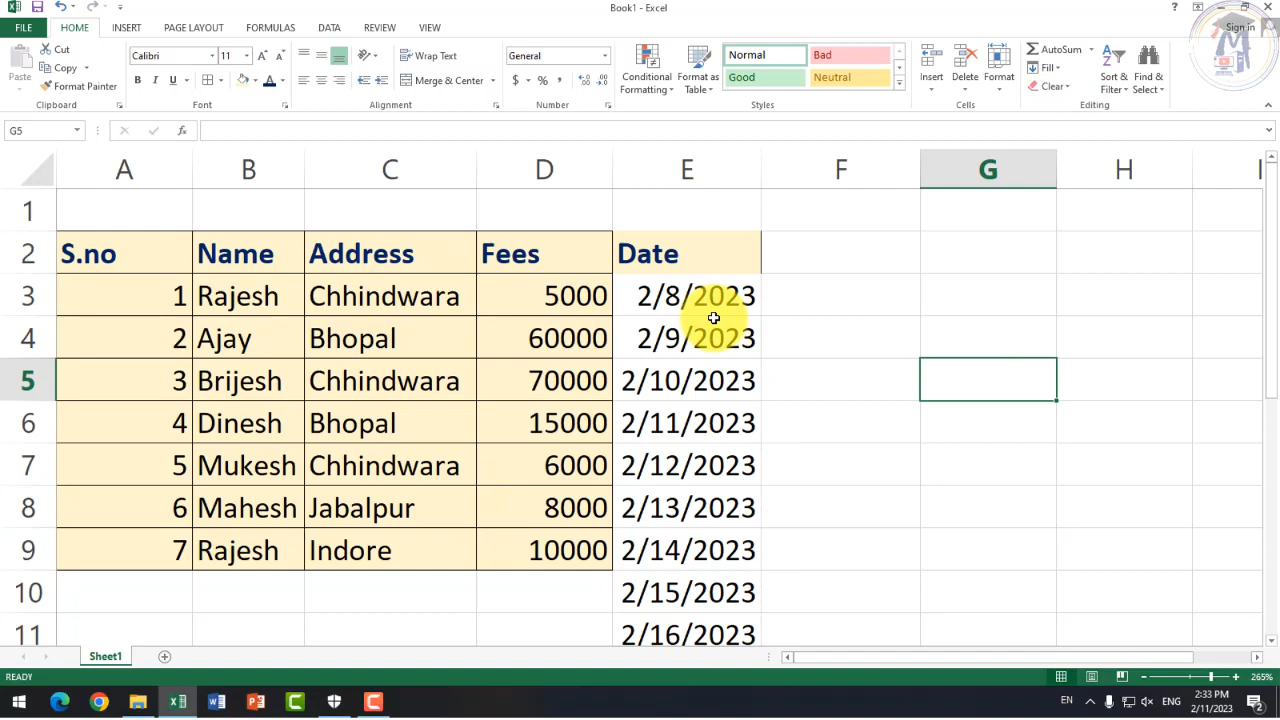 Book1 - Excel
?
Sign in
FILE HOME INSERT PAGE LAYOUT FORMULAS DATA REVIEW VIEW
Cut
Copy
Format Painter
Paste
Clipboard
Calibri 11
B I U
Font
Wrap Text
Merge & Center
Alignment
General
$ % ,
Number
Conditional Formatting
Format as Table
Normal Bad
Good Neutral
Styles
Insert Delete Format
Cells
AutoSum
Fill
Clear
Sort & Filter
Find & Select
Editing
G5
fx
A B C D E F G H I
1
2 S.no Name Address Fees Date
3 1 Rajesh Chhindwara 5000 2/8/2023
4 2 Ajay Bhopal 60000 2/9/2023
5 3 Brijesh Chhindwara 70000 2/10/2023
6 4 Dinesh Bhopal 15000 2/11/2023
7 5 Mukesh Chhindwara 6000 2/12/2023
8 6 Mahesh Jabalpur 8000 2/13/2023
9 7 Rajesh Indore 10000 2/14/2023
10 2/15/2023
11 2/16/2023
Sheet1
READY
265%
EN
ENG
2:33 PM
2/11/2023
2